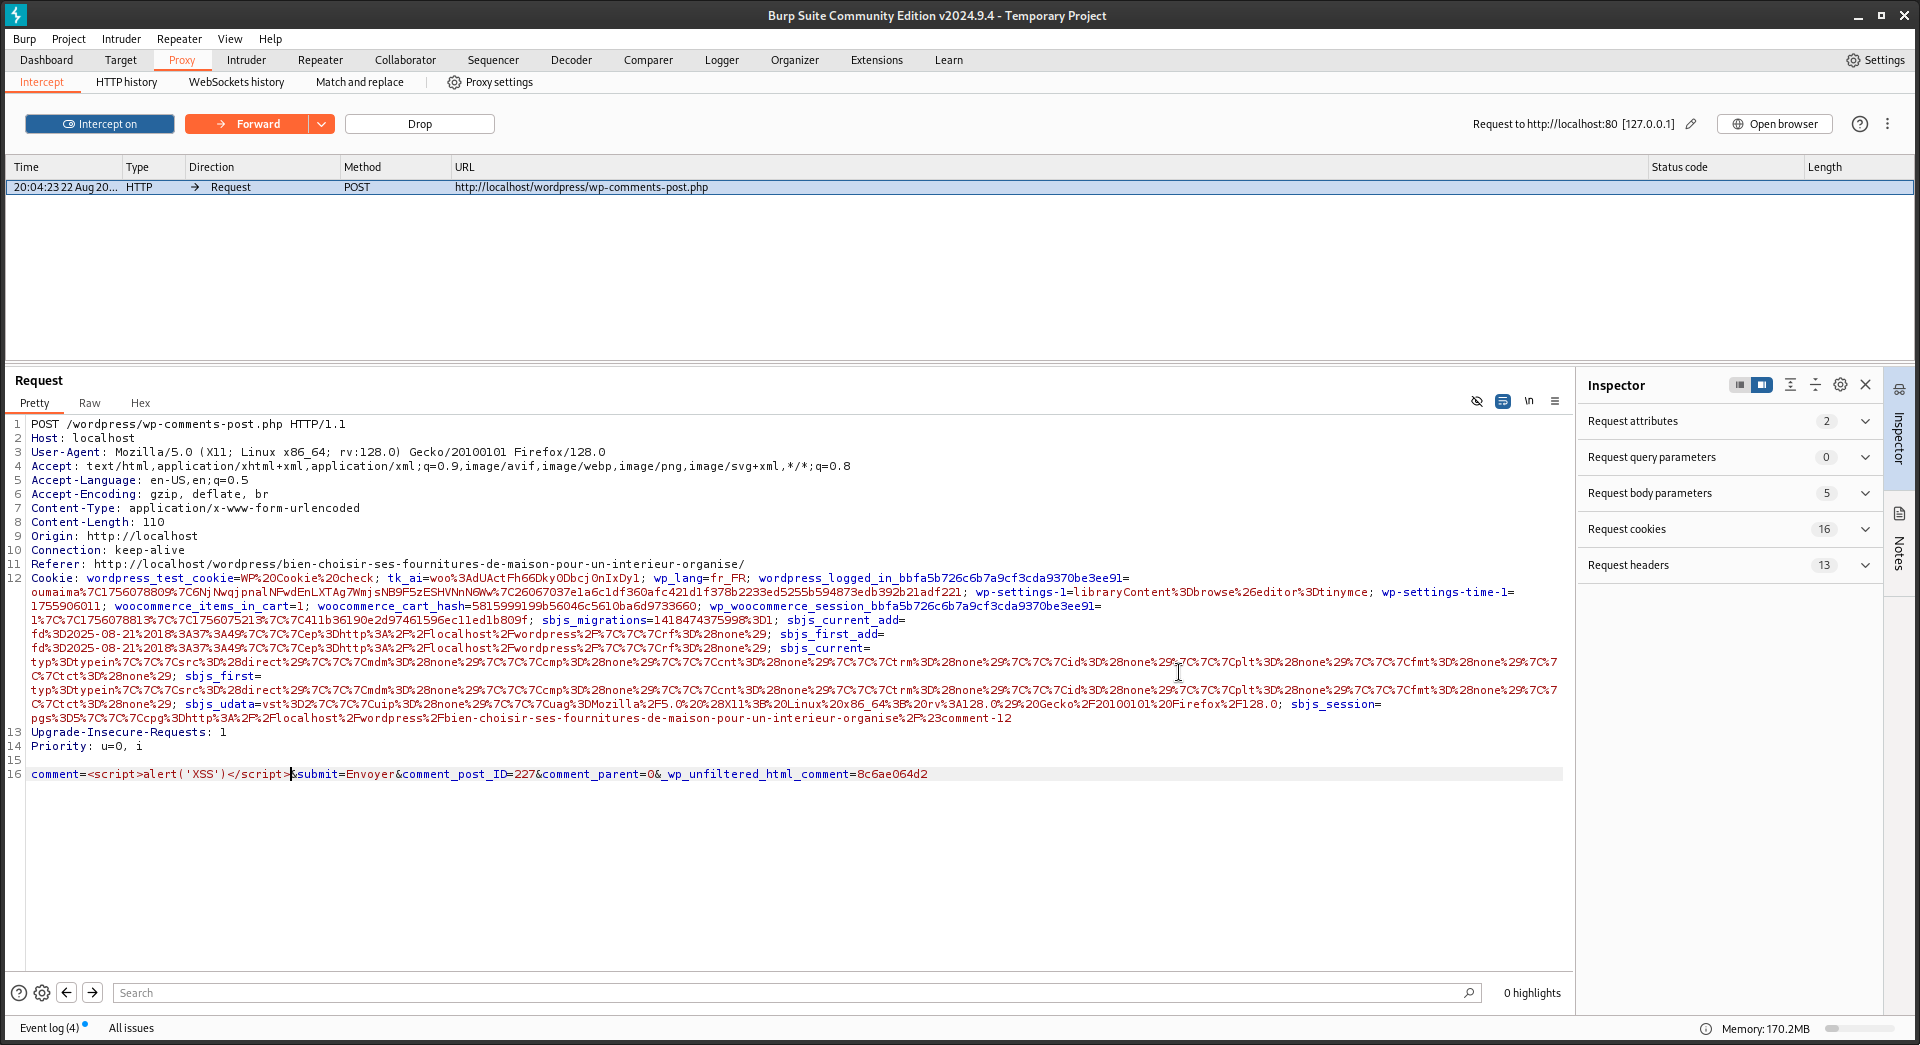 Burp Suite Community Edition v2024.9.4 - Temporary Project
Burp Project Intruder Repeater View Help
Dashboard Target Proxy Intruder Repeater Collaborator Sequencer Decoder Comparer Logger Organizer Extensions Learn Settings
Intercept HTTP history WebSockets history Match and replace Proxy settings
Intercept on Forward Drop Request to http://localhost:80 [127.0.0.1] Open browser
Time Type Direction Method URL Status code Length
20:04:23 22 Aug 20... HTTP → Request POST http://localhost/wordpress/wp-comments-post.php
Request
Pretty Raw Hex \n
1 POST /wordpress/wp-comments-post.php HTTP/1.1
2 Host: localhost
3 User-Agent: Mozilla/5.0 (X11; Linux x86_64; rv:128.0) Gecko/20100101 Firefox/128.0
4 Accept: text/html,application/xhtml+xml,application/xml;q=0.9,image/avif,image/webp,image/png,image/svg+xml,*/*;q=0.8
5 Accept-Language: en-US,en;q=0.5
6 Accept-Encoding: gzip, deflate, br
7 Content-Type: application/x-www-form-urlencoded
8 Content-Length: 110
9 Origin: http://localhost
10 Connection: keep-alive
11 Referer: http://localhost/wordpress/bien-choisir-ses-fournitures-de-maison-pour-un-interieur-organise/
12 Cookie: wordpress_test_cookie=WP%20Cookie%20check; tk_ai=woo%3AdUActFh66Dky0Dbcj0nIxDy1; wp_lang=fr_FR; wordpress_logged_in_bbfa5b726c6b7a9cf3cda9370be3ee91=
oumaima%7C1756078809%7C6NjNwqjpnalNFwdEnLXTAg7WmjsNB9F5zESHVNnN6Ww%7C26067037e1a6c1df360afc421d1f378b2233ed5255b594873edb392b21adf221; wp-settings-1=libraryContent%3Dbrowse%26editor%3Dtinymce; wp-settings-time-1=
1755906011; woocommerce_items_in_cart=1; woocommerce_cart_hash=5815999199b56046c5610ba6d9733660; wp_woocommerce_session_bbfa5b726c6b7a9cf3cda9370be3ee91=
1%7C%7C1756078813%7C%7C1756075213%7C%7C411b36190e2d97461596ec11ed1b809f; sbjs_migrations=1418474375998%3D1; sbjs_current_add=
fd%3D2025-08-21%2018%3A37%3A49%7C%7C%7Cep%3Dhttp%3A%2F%2Flocalhost%2Fwordpress%2F%7C%7C%7Crf%3D%28none%29; sbjs_first_add=
fd%3D2025-08-21%2018%3A37%3A49%7C%7C%7Cep%3Dhttp%3A%2F%2Flocalhost%2Fwordpress%2F%7C%7C%7Crf%3D%28none%29; sbjs_current=
typ%3Dtypein%7C%7C%7Csrc%3D%28direct%29%7C%7C%7Cmdm%3D%28none%29%7C%7C%7Ccmp%3D%28none%29%7C%7C%7Ccnt%3D%28none%29%7C%7C%7Ctrm%3D%28none%29%7C%7C%7Cid%3D%28none%29%7C%7C%7Cplt%3D%28none%29%7C%7C%7Cfmt%3D%28none%29%7C%7
C%7Ctct%3D%28none%29; sbjs_first=
typ%3Dtypein%7C%7C%7Csrc%3D%28direct%29%7C%7C%7Cmdm%3D%28none%29%7C%7C%7Ccmp%3D%28none%29%7C%7C%7Ccnt%3D%28none%29%7C%7C%7Ctrm%3D%28none%29%7C%7C%7Cid%3D%28none%29%7C%7C%7Cplt%3D%28none%29%7C%7C%7Cfmt%3D%28none%29%7C%7
C%7Ctct%3D%28none%29; sbjs_udata=vst%3D2%7C%7C%7Cuip%3D%28none%29%7C%7C%7Cuag%3DMozilla%2F5.0%20%28X11%3B%20Linux%20x86_64%3B%20rv%3A128.0%29%20Gecko%2F20100101%20Firefox%2F128.0; sbjs_session=
pgs%3D5%7C%7C%7Ccpg%3Dhttp%3A%2F%2Flocalhost%2Fwordpress%2Fbien-choisir-ses-fournitures-de-maison-pour-un-interieur-organise%2F%23comment-12
13 Upgrade-Insecure-Requests: 1
14 Priority: u=0, i
15
16 comment=<script>alert('XSS')</script>&submit=Envoyer&comment_post_ID=227&comment_parent=0&_wp_unfiltered_html_comment=8c6ae064d2
Inspector
Request attributes 2
Request query parameters 0
Request body parameters 5
Request cookies 16
Request headers 13
Inspector
Notes
Search 0 highlights
Event log (4) All issues Memory: 170.2MB